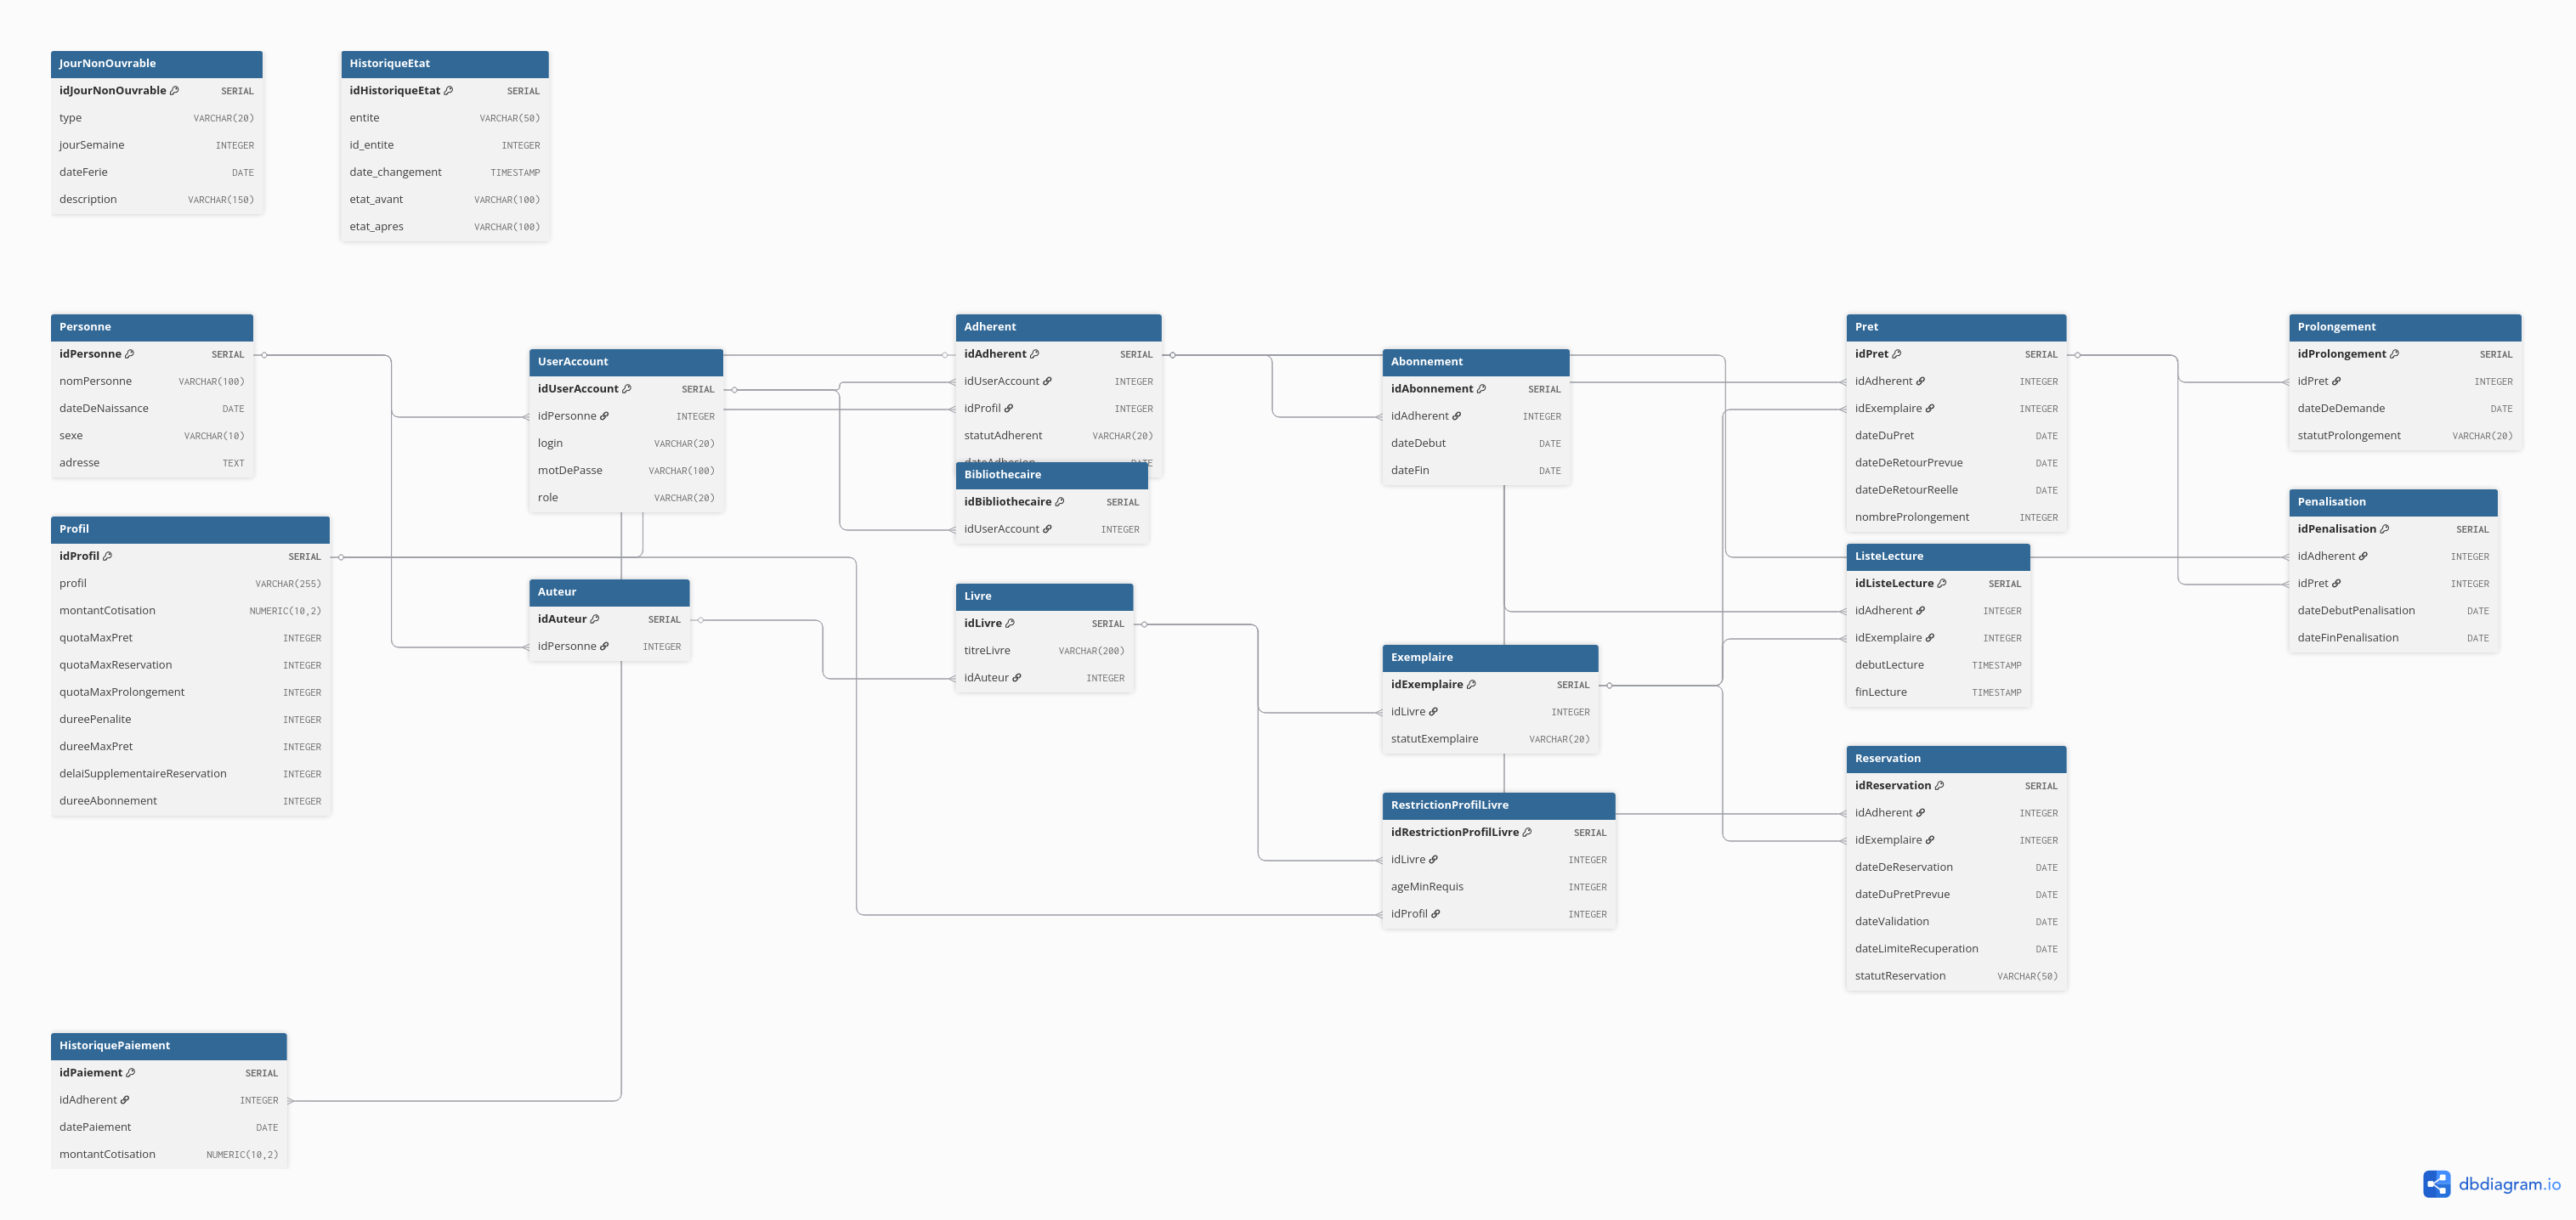 JourNonOuvrable
idJourNonOuvrable SERIAL
type VARCHAR(20)
jourSemaine INTEGER
dateFerie DATE
description VARCHAR(150)
HistoriqueEtat
idHistoriqueEtat SERIAL
entite VARCHAR(50)
id_entite INTEGER
date_changement TIMESTAMP
etat_avant VARCHAR(100)
etat_apres VARCHAR(100)
Personne
idPersonne SERIAL
nomPersonne VARCHAR(100)
dateDeNaissance DATE
sexe VARCHAR(10)
adresse TEXT
UserAccount
idUserAccount SERIAL
idPersonne INTEGER
login VARCHAR(20)
motDePasse VARCHAR(100)
role VARCHAR(20)
Adherent
idAdherent SERIAL
idUserAccount INTEGER
idProfil INTEGER
statutAdherent VARCHAR(20)
dateAdhesion DATE
Bibliothecaire
idBibliothecaire SERIAL
idUserAccount INTEGER
Abonnement
idAbonnement SERIAL
idAdherent INTEGER
dateDebut DATE
dateFin DATE
Pret
idPret SERIAL
idAdherent INTEGER
idExemplaire INTEGER
dateDuPret DATE
dateDeRetourPrevue DATE
dateDeRetourReelle DATE
nombreProlongement INTEGER
Prolongement
idProlongement SERIAL
idPret INTEGER
dateDeDemande DATE
statutProlongement VARCHAR(20)
Penalisation
idPenalisation SERIAL
idAdherent INTEGER
idPret INTEGER
dateDebutPenalisation DATE
dateFinPenalisation DATE
Profil
idProfil SERIAL
profil VARCHAR(255)
montantCotisation NUMERIC(10,2)
quotaMaxPret INTEGER
quotaMaxReservation INTEGER
quotaMaxProlongement INTEGER
dureePenalite INTEGER
dureeMaxPret INTEGER
delaiSupplementaireReservation INTEGER
dureeAbonnement INTEGER
Auteur
idAuteur SERIAL
idPersonne INTEGER
Livre
idLivre SERIAL
titreLivre VARCHAR(200)
idAuteur INTEGER
Exemplaire
idExemplaire SERIAL
idLivre INTEGER
statutExemplaire VARCHAR(20)
ListeLecture
idListeLecture SERIAL
idAdherent INTEGER
idExemplaire INTEGER
debutLecture TIMESTAMP
finLecture TIMESTAMP
RestrictionProfilLivre
idRestrictionProfilLivre SERIAL
idLivre INTEGER
ageMinRequis INTEGER
idProfil INTEGER
Reservation
idReservation SERIAL
idAdherent INTEGER
idExemplaire INTEGER
dateDeReservation DATE
dateDuPretPrevue DATE
dateValidation DATE
dateLimiteRecuperation DATE
statutReservation VARCHAR(50)
HistoriquePaiement
idPaiement SERIAL
idAdherent INTEGER
datePaiement DATE
montantCotisation NUMERIC(10,2)
dbdiagram.io